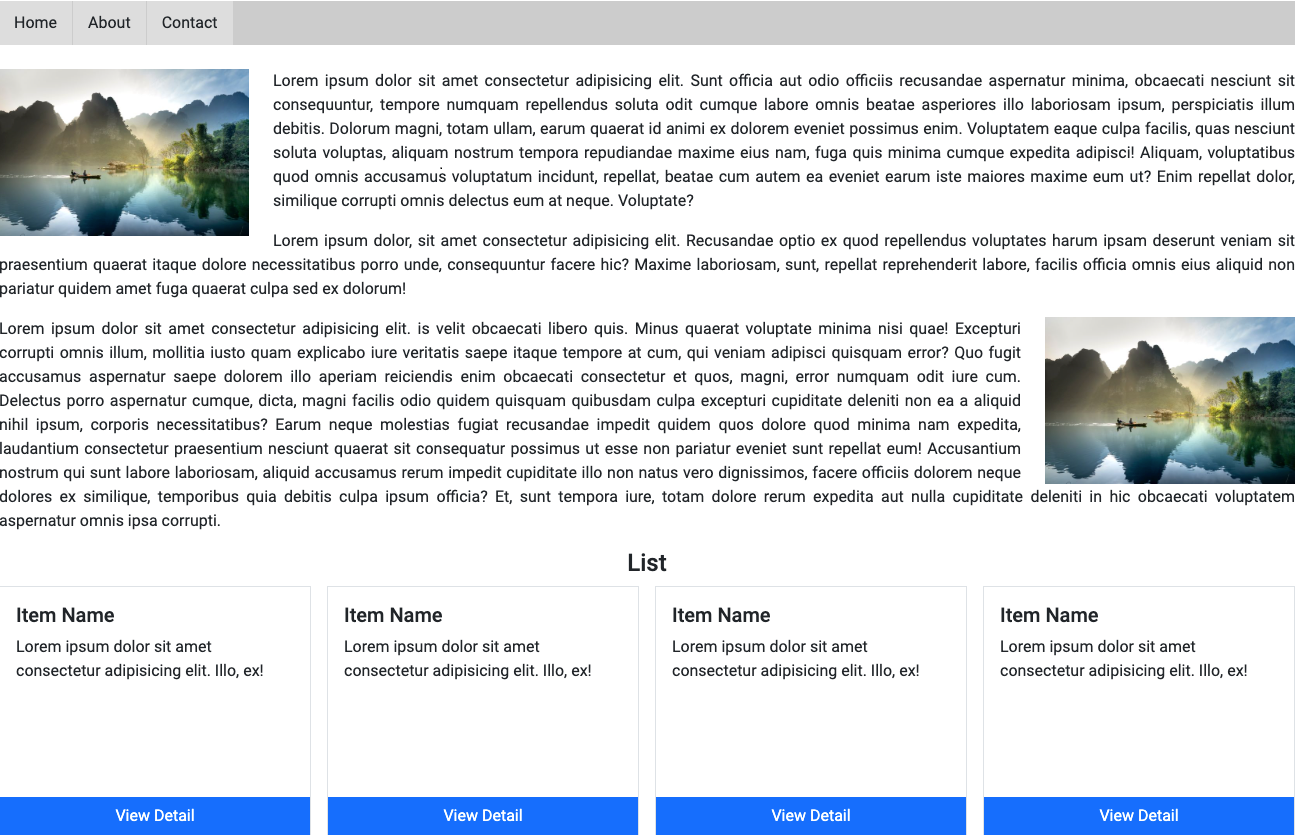 Home About Contact
Lorem ipsum dolor sit amet consectetur adipisicing elit. Sunt officia aut odio officiis recusandae aspernatur minima, obcaecati nesciunt sit
consequuntur, tempore numquam repellendus soluta odit cumque labore omnis beatae asperiores illo laboriosam ipsum, perspiciatis illum
debitis. Dolorum magni, totam ullam, earum quaerat id animi ex dolorem eveniet possimus enim. Voluptatem eaque culpa facilis, quas nesciunt
soluta voluptas, aliquam nostrum tempora repudiandae maxime eius nam, fuga quis minima cumque expedita adipisci! Aliquam, voluptatibus
quod omnis accusamus voluptatum incidunt, repellat, beatae cum autem ea eveniet earum iste maiores maxime eum ut? Enim repellat dolor,
similique corrupti omnis delectus eum at neque. Voluptate?
Lorem ipsum dolor, sit amet consectetur adipisicing elit. Recusandae optio ex quod repellendus voluptates harum ipsam deserunt veniam sit
praesentium quaerat itaque dolore necessitatibus porro unde, consequuntur facere hic? Maxime laboriosam, sunt, repellat reprehenderit labore, facilis officia omnis eius aliquid non
pariatur quidem amet fuga quaerat culpa sed ex dolorum!
Lorem ipsum dolor sit amet consectetur adipisicing elit. is velit obcaecati libero quis. Minus quaerat voluptate minima nisi quae! Excepturi
corrupti omnis illum, mollitia iusto quam explicabo iure veritatis saepe itaque tempore at cum, qui veniam adipisci quisquam error? Quo fugit
accusamus aspernatur saepe dolorem illo aperiam reiciendis enim obcaecati consectetur et quos, magni, error numquam odit iure cum.
Delectus porro aspernatur cumque, dicta, magni facilis odio quidem quisquam quibusdam culpa excepturi cupiditate deleniti non ea a aliquid
nihil ipsum, corporis necessitatibus? Earum neque molestias fugiat recusandae impedit quidem quos dolore quod minima nam expedita,
laudantium consectetur praesentium nesciunt quaerat sit consequatur possimus ut esse non pariatur eveniet sunt repellat eum! Accusantium
nostrum qui sunt labore laboriosam, aliquid accusamus rerum impedit cupiditate illo non natus vero dignissimos, facere officiis dolorem neque
dolores ex similique, temporibus quia debitis culpa ipsum officia? Et, sunt tempora iure, totam dolore rerum expedita aut nulla cupiditate deleniti in hic obcaecati voluptatem
aspernatur omnis ipsa corrupti.
List
Item Name
Lorem ipsum dolor sit amet
consectetur adipisicing elit. Illo, ex!
View Detail
Item Name
Lorem ipsum dolor sit amet
consectetur adipisicing elit. Illo, ex!
View Detail
Item Name
Lorem ipsum dolor sit amet
consectetur adipisicing elit. Illo, ex!
View Detail
Item Name
Lorem ipsum dolor sit amet
consectetur adipisicing elit. Illo, ex!
View Detail